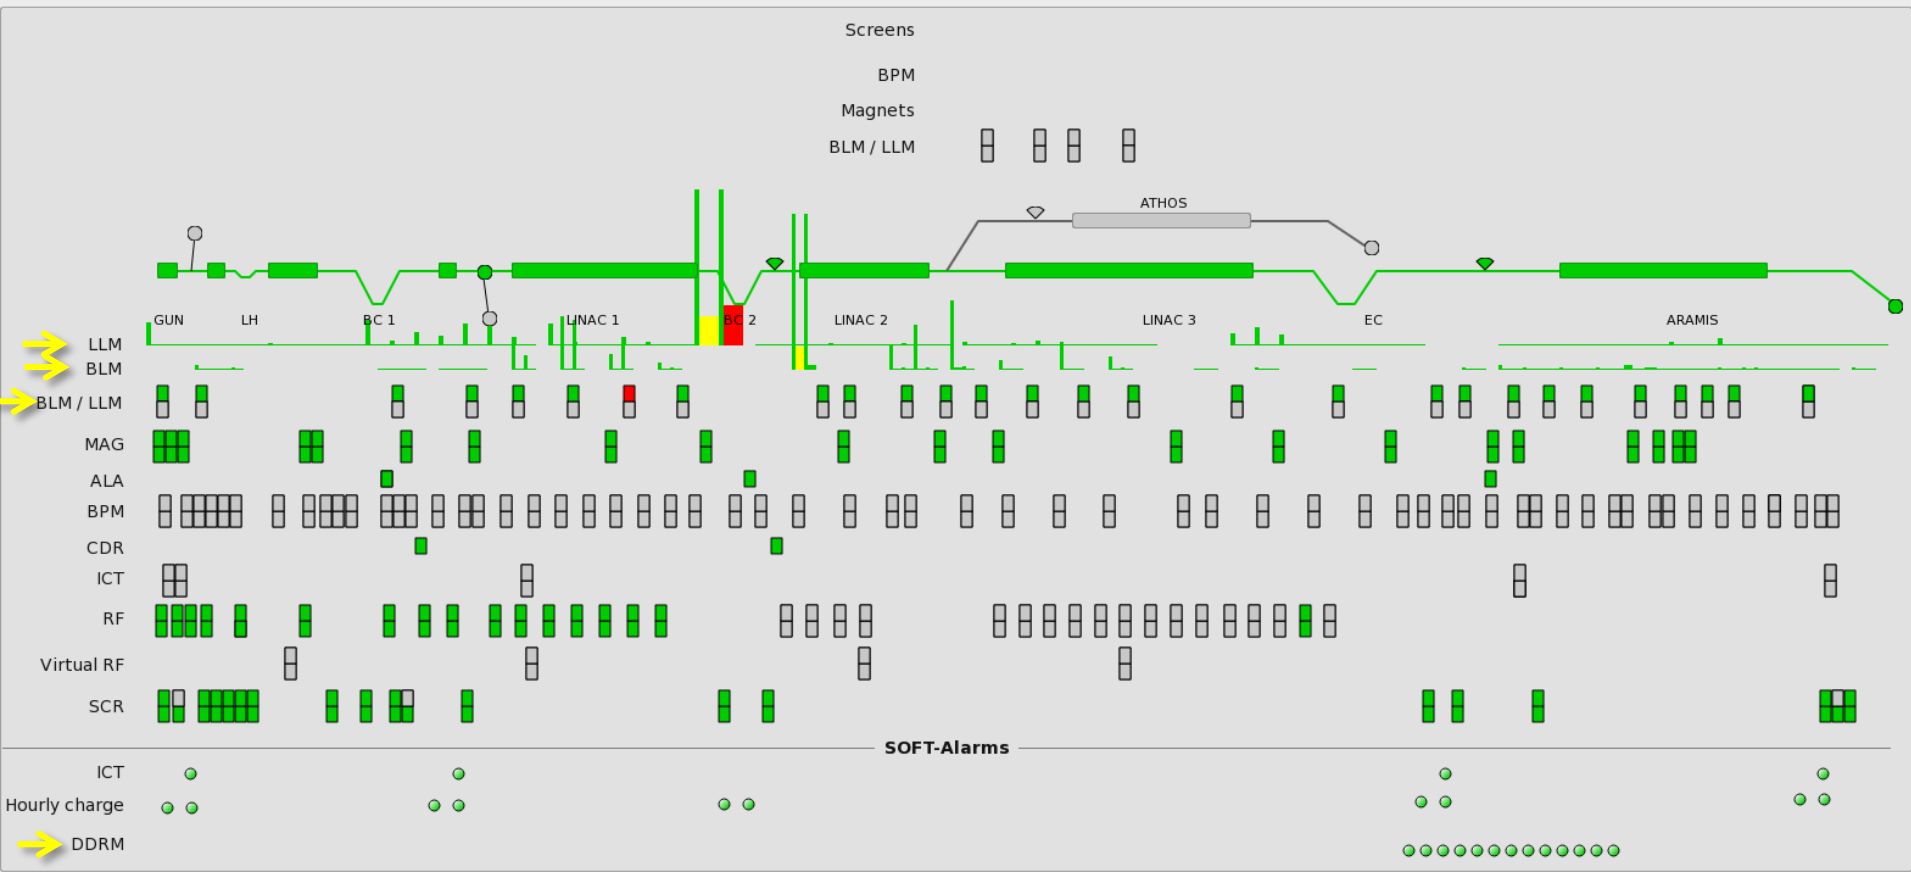 Screens
BPM
Magnets
BLM / LLM
ATHOS
GUN LH BC 1 LINAC 1 BC 2 LINAC 2 LINAC 3 EC ARAMIS
LLM
BLM
BLM / LLM
MAG
ALA
BPM
CDR
ICT
RF
Virtual RF
SCR
SOFT-Alarms
ICT
Hourly charge
DDRM